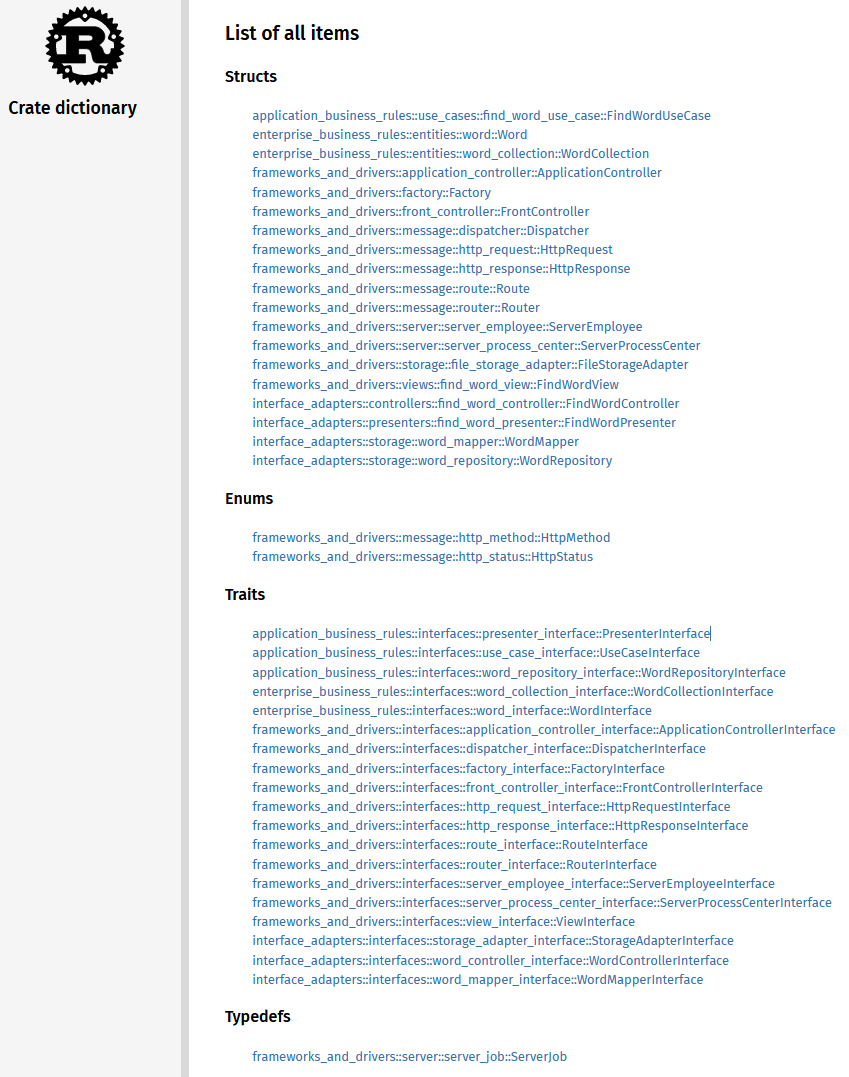 R
Crate dictionary
List of all items
Structs
application_business_rules::use_cases::find_word_use_case::FindWordUseCase
enterprise_business_rules::entities::word::Word
enterprise_business_rules::entities::word_collection::WordCollection
frameworks_and_drivers::application_controller::ApplicationController
frameworks_and_drivers::factory::Factory
frameworks_and_drivers::front_controller::FrontController
frameworks_and_drivers::message::dispatcher::Dispatcher
frameworks_and_drivers::message::http_request::HttpRequest
frameworks_and_drivers::message::http_response::HttpResponse
frameworks_and_drivers::message::route::Route
frameworks_and_drivers::message::router::Router
frameworks_and_drivers::server::server_employee::ServerEmployee
frameworks_and_drivers::server::server_process_center::ServerProcessCenter
frameworks_and_drivers::storage::file_storage_adapter::FileStorageAdapter
frameworks_and_drivers::views::find_word_view::FindWordView
interface_adapters::controllers::find_word_controller::FindWordController
interface_adapters::presenters::find_word_presenter::FindWordPresenter
interface_adapters::storage::word_mapper::WordMapper
interface_adapters::storage::word_repository::WordRepository
Enums
frameworks_and_drivers::message::http_method::HttpMethod
frameworks_and_drivers::message::http_status::HttpStatus
Traits
application_business_rules::interfaces::presenter_interface::PresenterInterface
application_business_rules::interfaces::use_case_interface::UseCaseInterface
application_business_rules::interfaces::word_repository_interface::WordRepositoryInterface
enterprise_business_rules::interfaces::word_collection_interface::WordCollectionInterface
enterprise_business_rules::interfaces::word_interface::WordInterface
frameworks_and_drivers::interfaces::application_controller_interface::ApplicationControllerInterface
frameworks_and_drivers::interfaces::dispatcher_interface::DispatcherInterface
frameworks_and_drivers::interfaces::factory_interface::FactoryInterface
frameworks_and_drivers::interfaces::front_controller_interface::FrontControllerInterface
frameworks_and_drivers::interfaces::http_request_interface::HttpRequestInterface
frameworks_and_drivers::interfaces::http_response_interface::HttpResponseInterface
frameworks_and_drivers::interfaces::route_interface::RouteInterface
frameworks_and_drivers::interfaces::router_interface::RouterInterface
frameworks_and_drivers::interfaces::server_employee_interface::ServerEmployeeInterface
frameworks_and_drivers::interfaces::server_process_center_interface::ServerProcessCenterInterface
frameworks_and_drivers::interfaces::view_interface::ViewInterface
interface_adapters::interfaces::storage_adapter_interface::StorageAdapterInterface
interface_adapters::interfaces::word_controller_interface::WordControllerInterface
interface_adapters::interfaces::word_mapper_interface::WordMapperInterface
Typedefs
frameworks_and_drivers::server::server_job::ServerJob